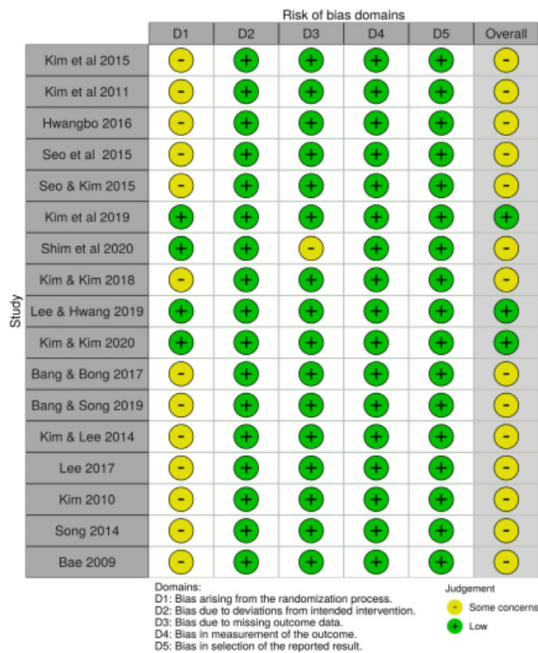 Risk of bias domains
D1 D2 D3 D4 D5 Overall
Study
Kim et al 2015 - + + + + -
Kim et al 2011 - + + + + -
Hwangbo 2016 - + + + + -
Seo et al 2015 - + + + + -
Seo & Kim 2015 - + + + + -
Kim et al 2019 + + + + + +
Shim et al 2020 + + - + + -
Kim & Kim 2018 - + + + + -
Lee & Hwang 2019 + + + + + +
Kim & Kim 2020 + + + + + +
Bang & Bong 2017 - + + + + -
Bang & Song 2019 - + + + + -
Kim & Lee 2014 - + + + + -
Lee 2017 - + + + + -
Kim 2010 - + + + + -
Song 2014 - + + + + -
Bae 2009 - + + + + -
Domains:
D1: Bias arising from the randomization process.
D2: Bias due to deviations from intended intervention.
D3: Bias due to missing outcome data.
D4: Bias in measurement of the outcome.
D5: Bias in selection of the reported result.
Judgement
- Some concerns
+ Low